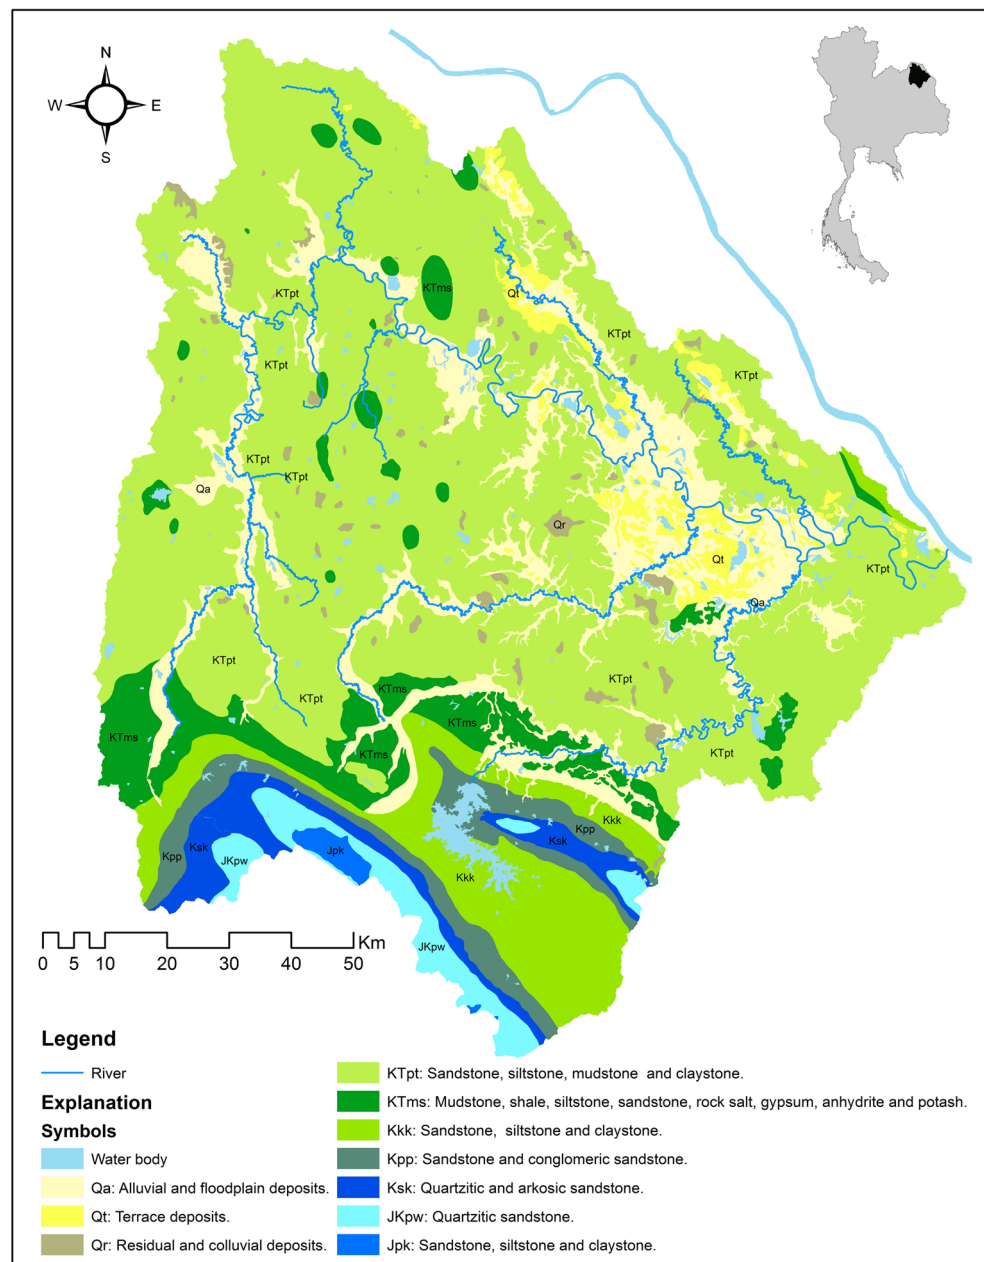 N
W E
S
KTms
Qt
KTpt
KTpt
KTpt
KTpt
KTpt
KTpt
Qa
Qr
Qt
KTpt
Qa
KTpt
KTpt
KTpt
KTms
KTms
KTms
KTpt
KTms
Kkk
Kpp
Ksk
Kpp
Ksk
JKpw
Jpk
Kkk
JKpw
0 5 10 20 30 40 50 Km
Legend
River
Explanation
Symbols
Water body
Qa: Alluvial and floodplain deposits.
Qt: Terrace deposits.
Qr: Residual and colluvial deposits.
KTpt: Sandstone, siltstone, mudstone and claystone.
KTms: Mudstone, shale, siltstone, sandstone, rock salt, gypsum, anhydrite and potash.
Kkk: Sandstone, siltstone and claystone.
Kpp: Sandstone and conglomeric sandstone.
Ksk: Quartzitic and arkosic sandstone.
JKpw: Quartzitic sandstone.
Jpk: Sandstone, siltstone and claystone.